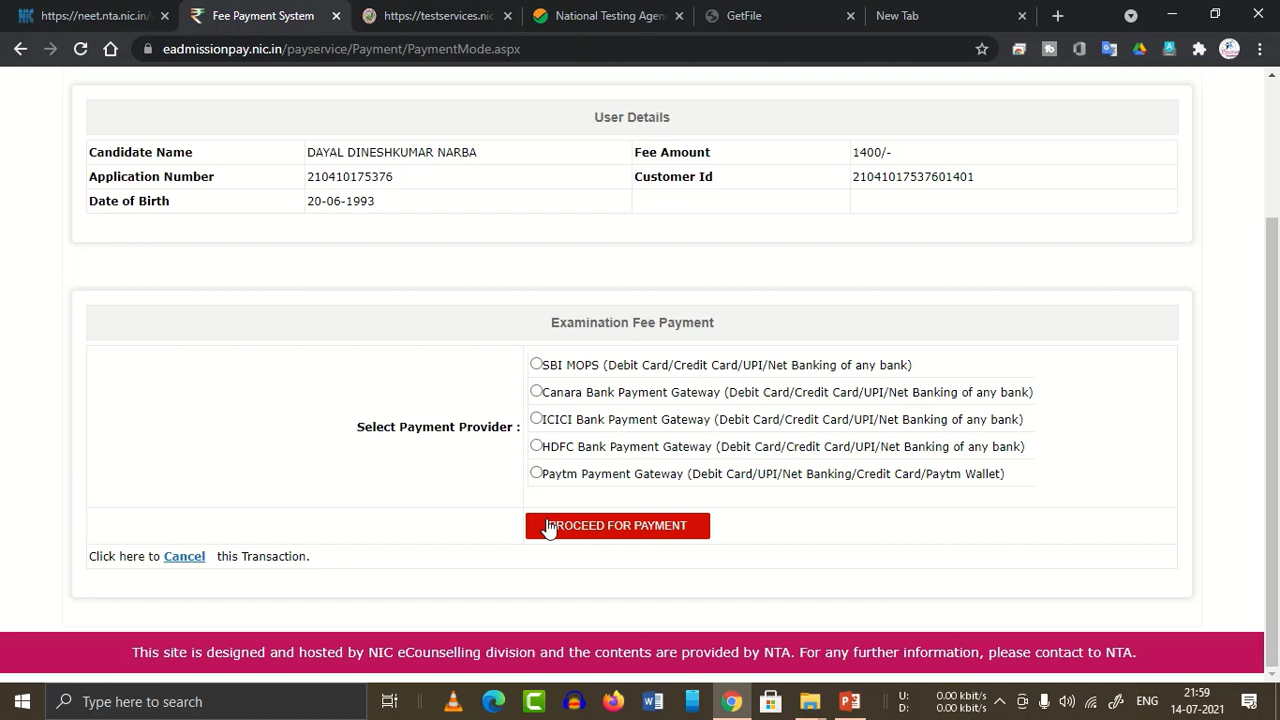 https://neet.nta.nic.in/
Fee Payment System
https://testservices.nic
National Testing Agen
GetFile
New Tab
eadmissionpay.nic.in/payservice/Payment/PaymentMode.aspx
User Details
Candidate Name DAYAL DINESHKUMAR NARBA Fee Amount 1400/-
Application Number 210410175376 Customer Id 21041017537601401
Date of Birth 20-06-1993
Examination Fee Payment
Select Payment Provider :
SBI MOPS (Debit Card/Credit Card/UPI/Net Banking of any bank)
Canara Bank Payment Gateway (Debit Card/Credit Card/UPI/Net Banking of any bank)
ICICI Bank Payment Gateway (Debit Card/Credit Card/UPI/Net Banking of any bank)
HDFC Bank Payment Gateway (Debit Card/Credit Card/UPI/Net Banking of any bank)
Paytm Payment Gateway (Debit Card/UPI/Net Banking/Credit Card/Paytm Wallet)
PROCEED FOR PAYMENT
Click here to Cancel this Transaction.
This site is designed and hosted by NIC eCounselling division and the contents are provided by NTA. For any further information, please contact to NTA.
Type here to search
U: 0.00 kbit/s
D: 0.00 kbit/s
ENG
21:59
14-07-2021